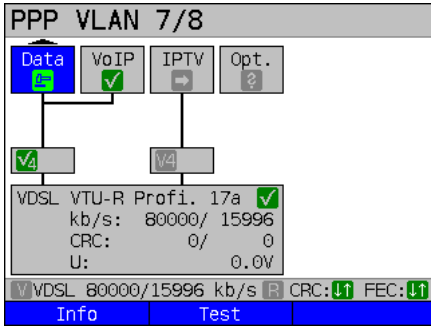 PPP VLAN 7/8
Data VoIP IPTV Opt.
?
V4 V4
VDSL VTU-R Profi. 17a
kb/s: 80000/ 15996
CRC: 0/ 0
U: 0.0V
V VDSL 80000/15996 kb/s R CRC: FEC:
Info Test